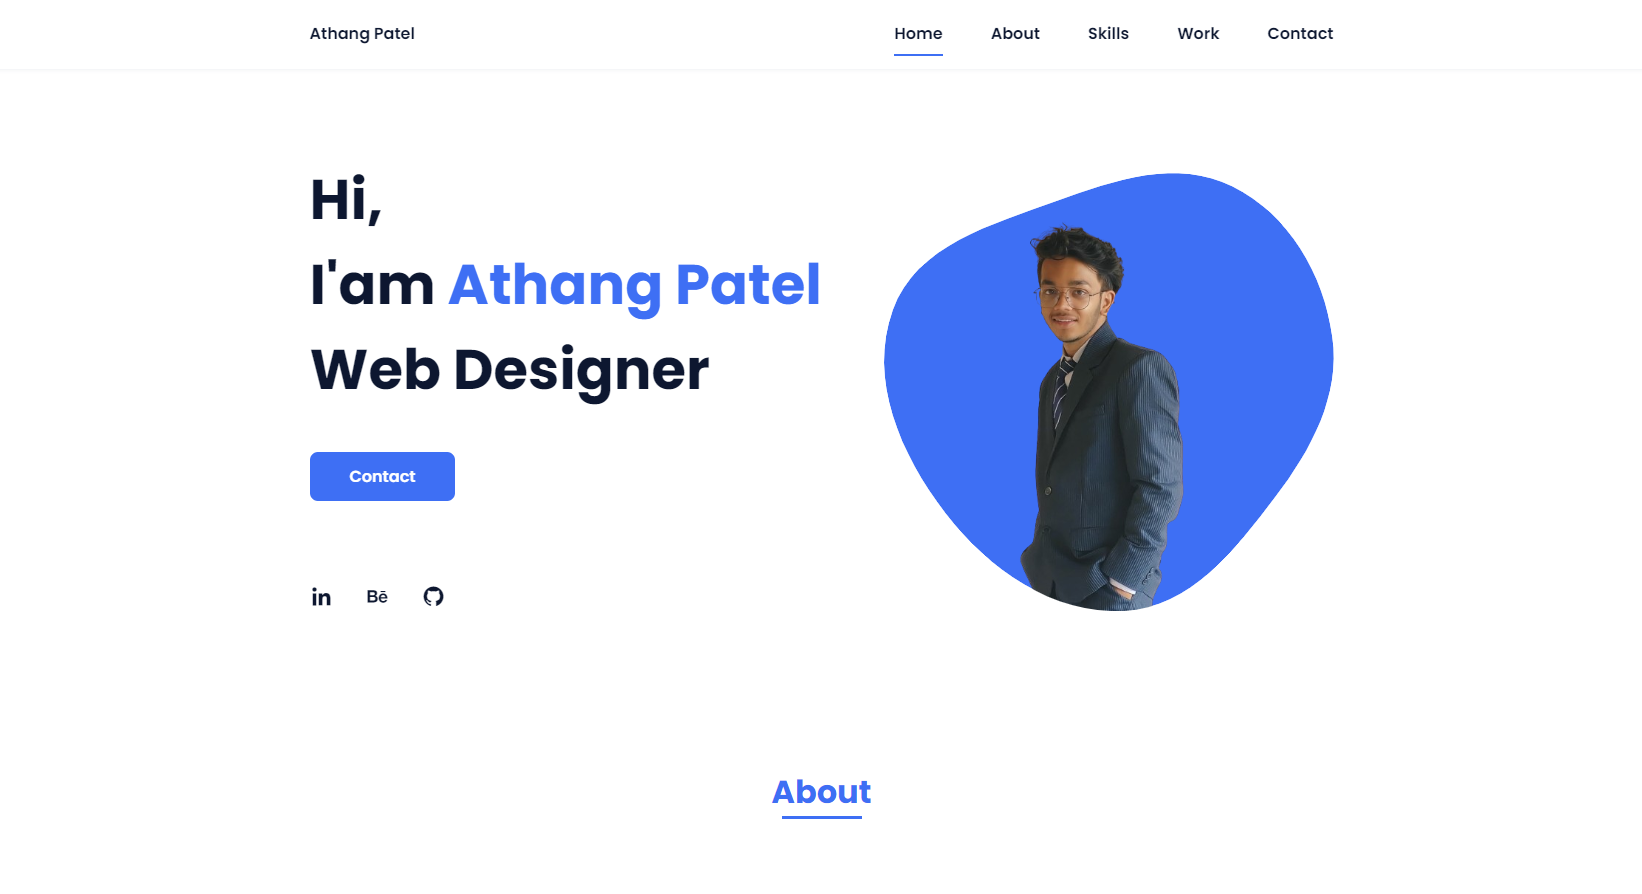 Athang Patel
Home About Skills Work Contact
Hi,
I'am Athang Patel
Web Designer
Contact
in Bē
About